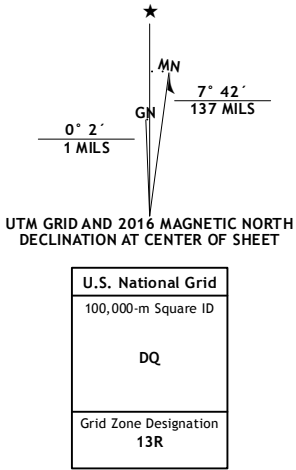 ★
MN
7° 42´
137 MILS
GN
0° 2´
1 MILS
UTM GRID AND 2016 MAGNETIC NORTH
DECLINATION AT CENTER OF SHEET
U.S. National Grid
100,000-m Square ID
DQ
Grid Zone Designation
13R